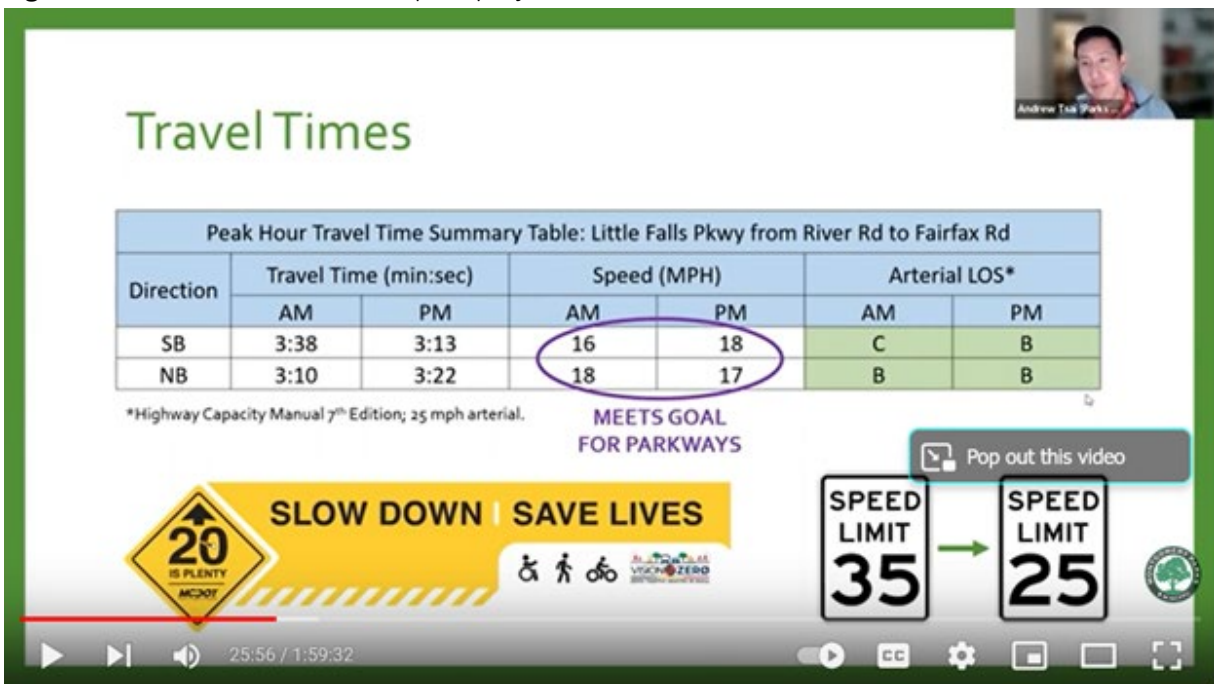 Andrew Tsai (Parks
Travel Times
Peak Hour Travel Time Summary Table: Little Falls Pkwy from River Rd to Fairfax Rd
Direction Travel Time (min:sec) Speed (MPH) Arterial LOS*
AM PM AM PM AM PM
SB 3:38 3:13 16 18 C B
NB 3:10 3:22 18 17 B B
*Highway Capacity Manual 7th Edition; 25 mph arterial.
MEETS GOAL
FOR PARKWAYS
Pop out this video
20
IS PLENTY
MCDOT
SLOW DOWN | SAVE LIVES
VISION ZERO
SPEED
LIMIT
35
SPEED
LIMIT
25
MONTGOMERY PARKS
25:56 / 1:59:32
CC